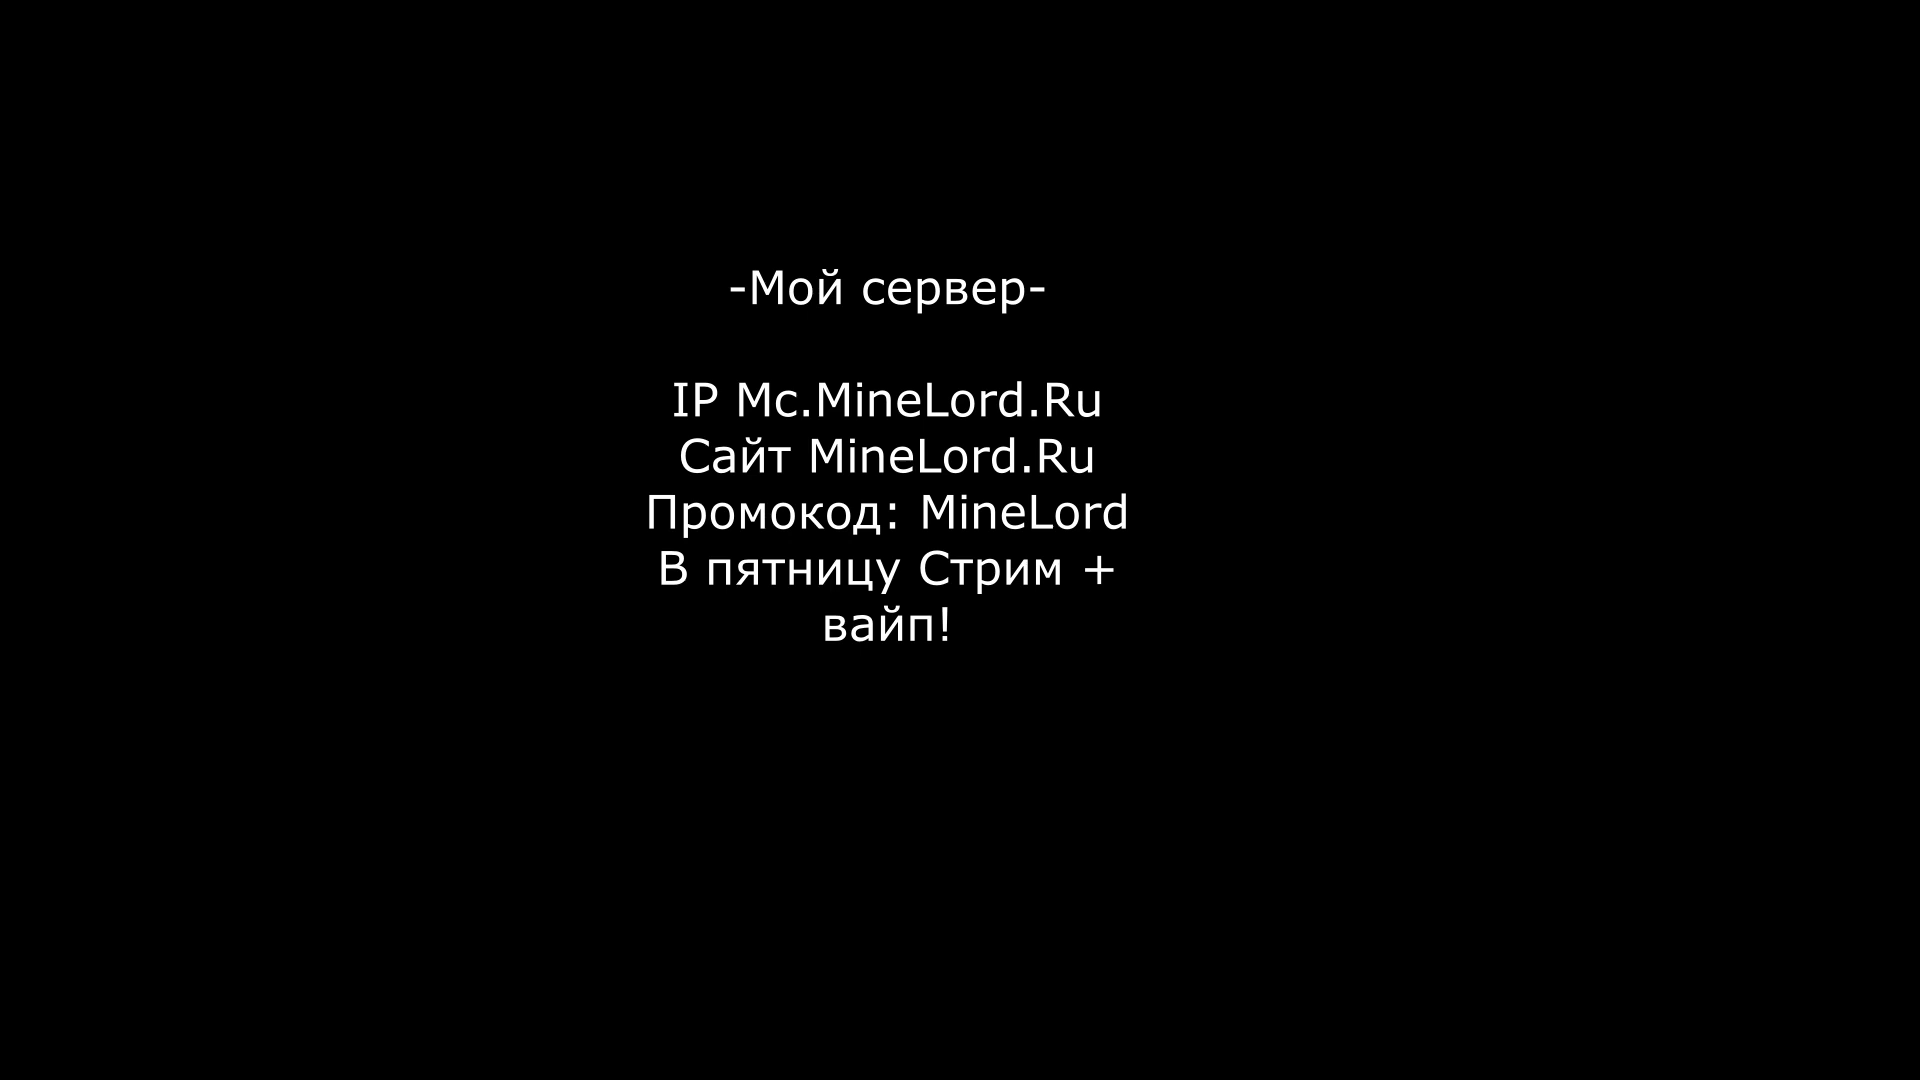 -Мой сервер-
IP Mc.MineLord.Ru
Сайт MineLord.Ru
Промокод: MineLord
В пятницу Стрим +
вайп!